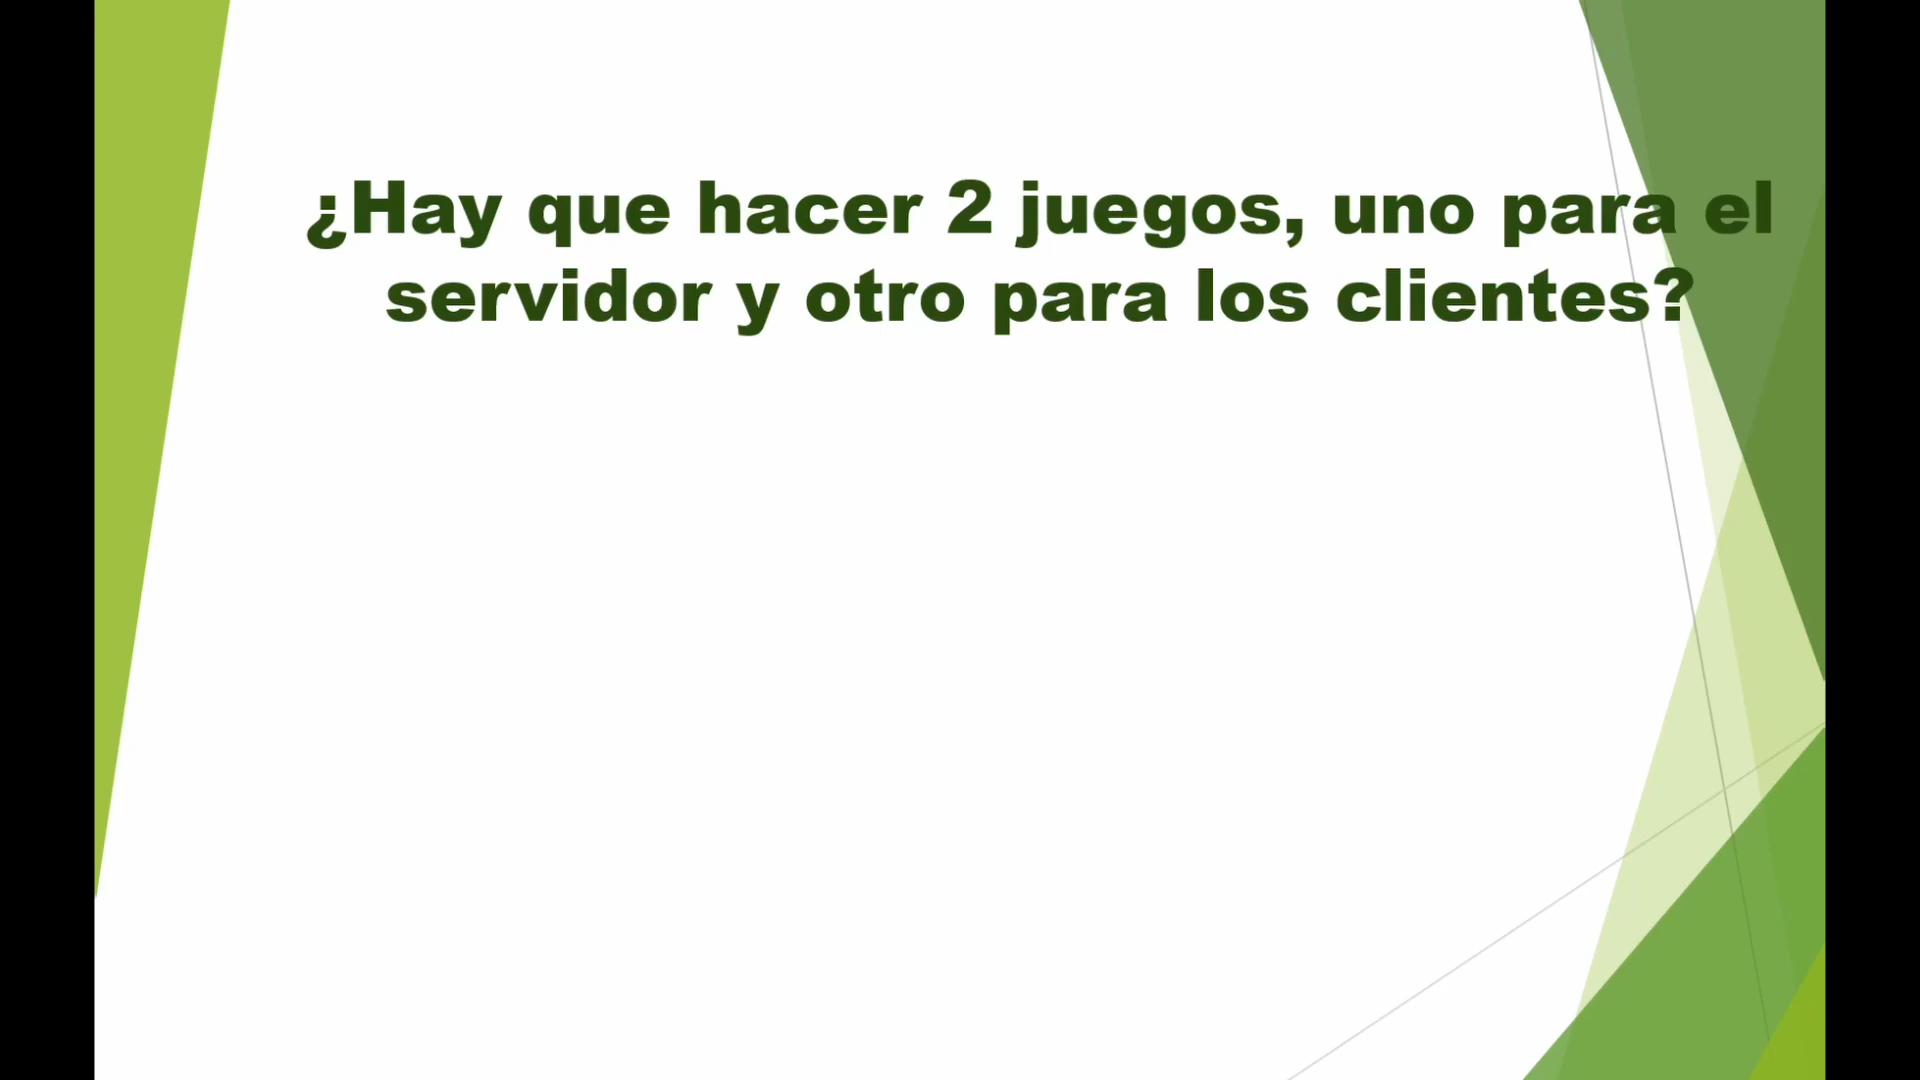 ¿Hay que hacer 2 juegos, uno para el
servidor y otro para los clientes?